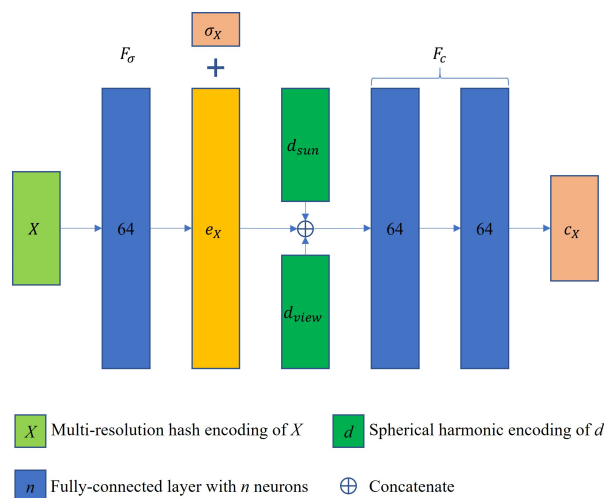 σ_X
F_σ
+
F_c
d_sun
X
64
e_X
64
64
c_X
d_view
X Multi-resolution hash encoding of X
d Spherical harmonic encoding of d
n Fully-connected layer with n neurons
⊕ Concatenate